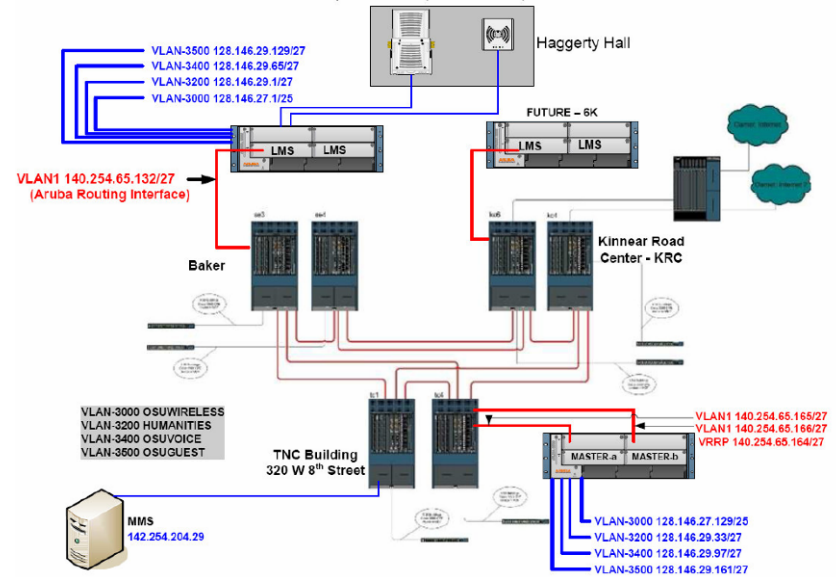 Haggerty Hall
VLAN-3500 128.146.29.129/27
VLAN-3400 128.146.29.65/27
VLAN-3200 128.146.29.1/27
VLAN-3000 128.146.27.1/25
FUTURE – 6K
LMS
LMS
LMS
LMS
VLAN1 140.254.65.132/27
(Aruba Routing Interface)
Baker
Kinnear Road
Center - KRC
VLAN-3000 OSUWIRELESS
VLAN-3200 HUMANITIES
VLAN-3400 OSUVOICE
VLAN-3500 OSUGUEST
TNC Building
320 W 8th Street
VLAN1 140.254.65.165/27
VLAN1 140.254.65.166/27
VRRP 140.254.65.164/27
MASTER-a
MASTER-b
MMS
142.254.204.29
VLAN-3000 128.146.27.129/25
VLAN-3200 128.146.29.33/27
VLAN-3400 128.146.29.97/27
VLAN-3500 128.146.29.161/27